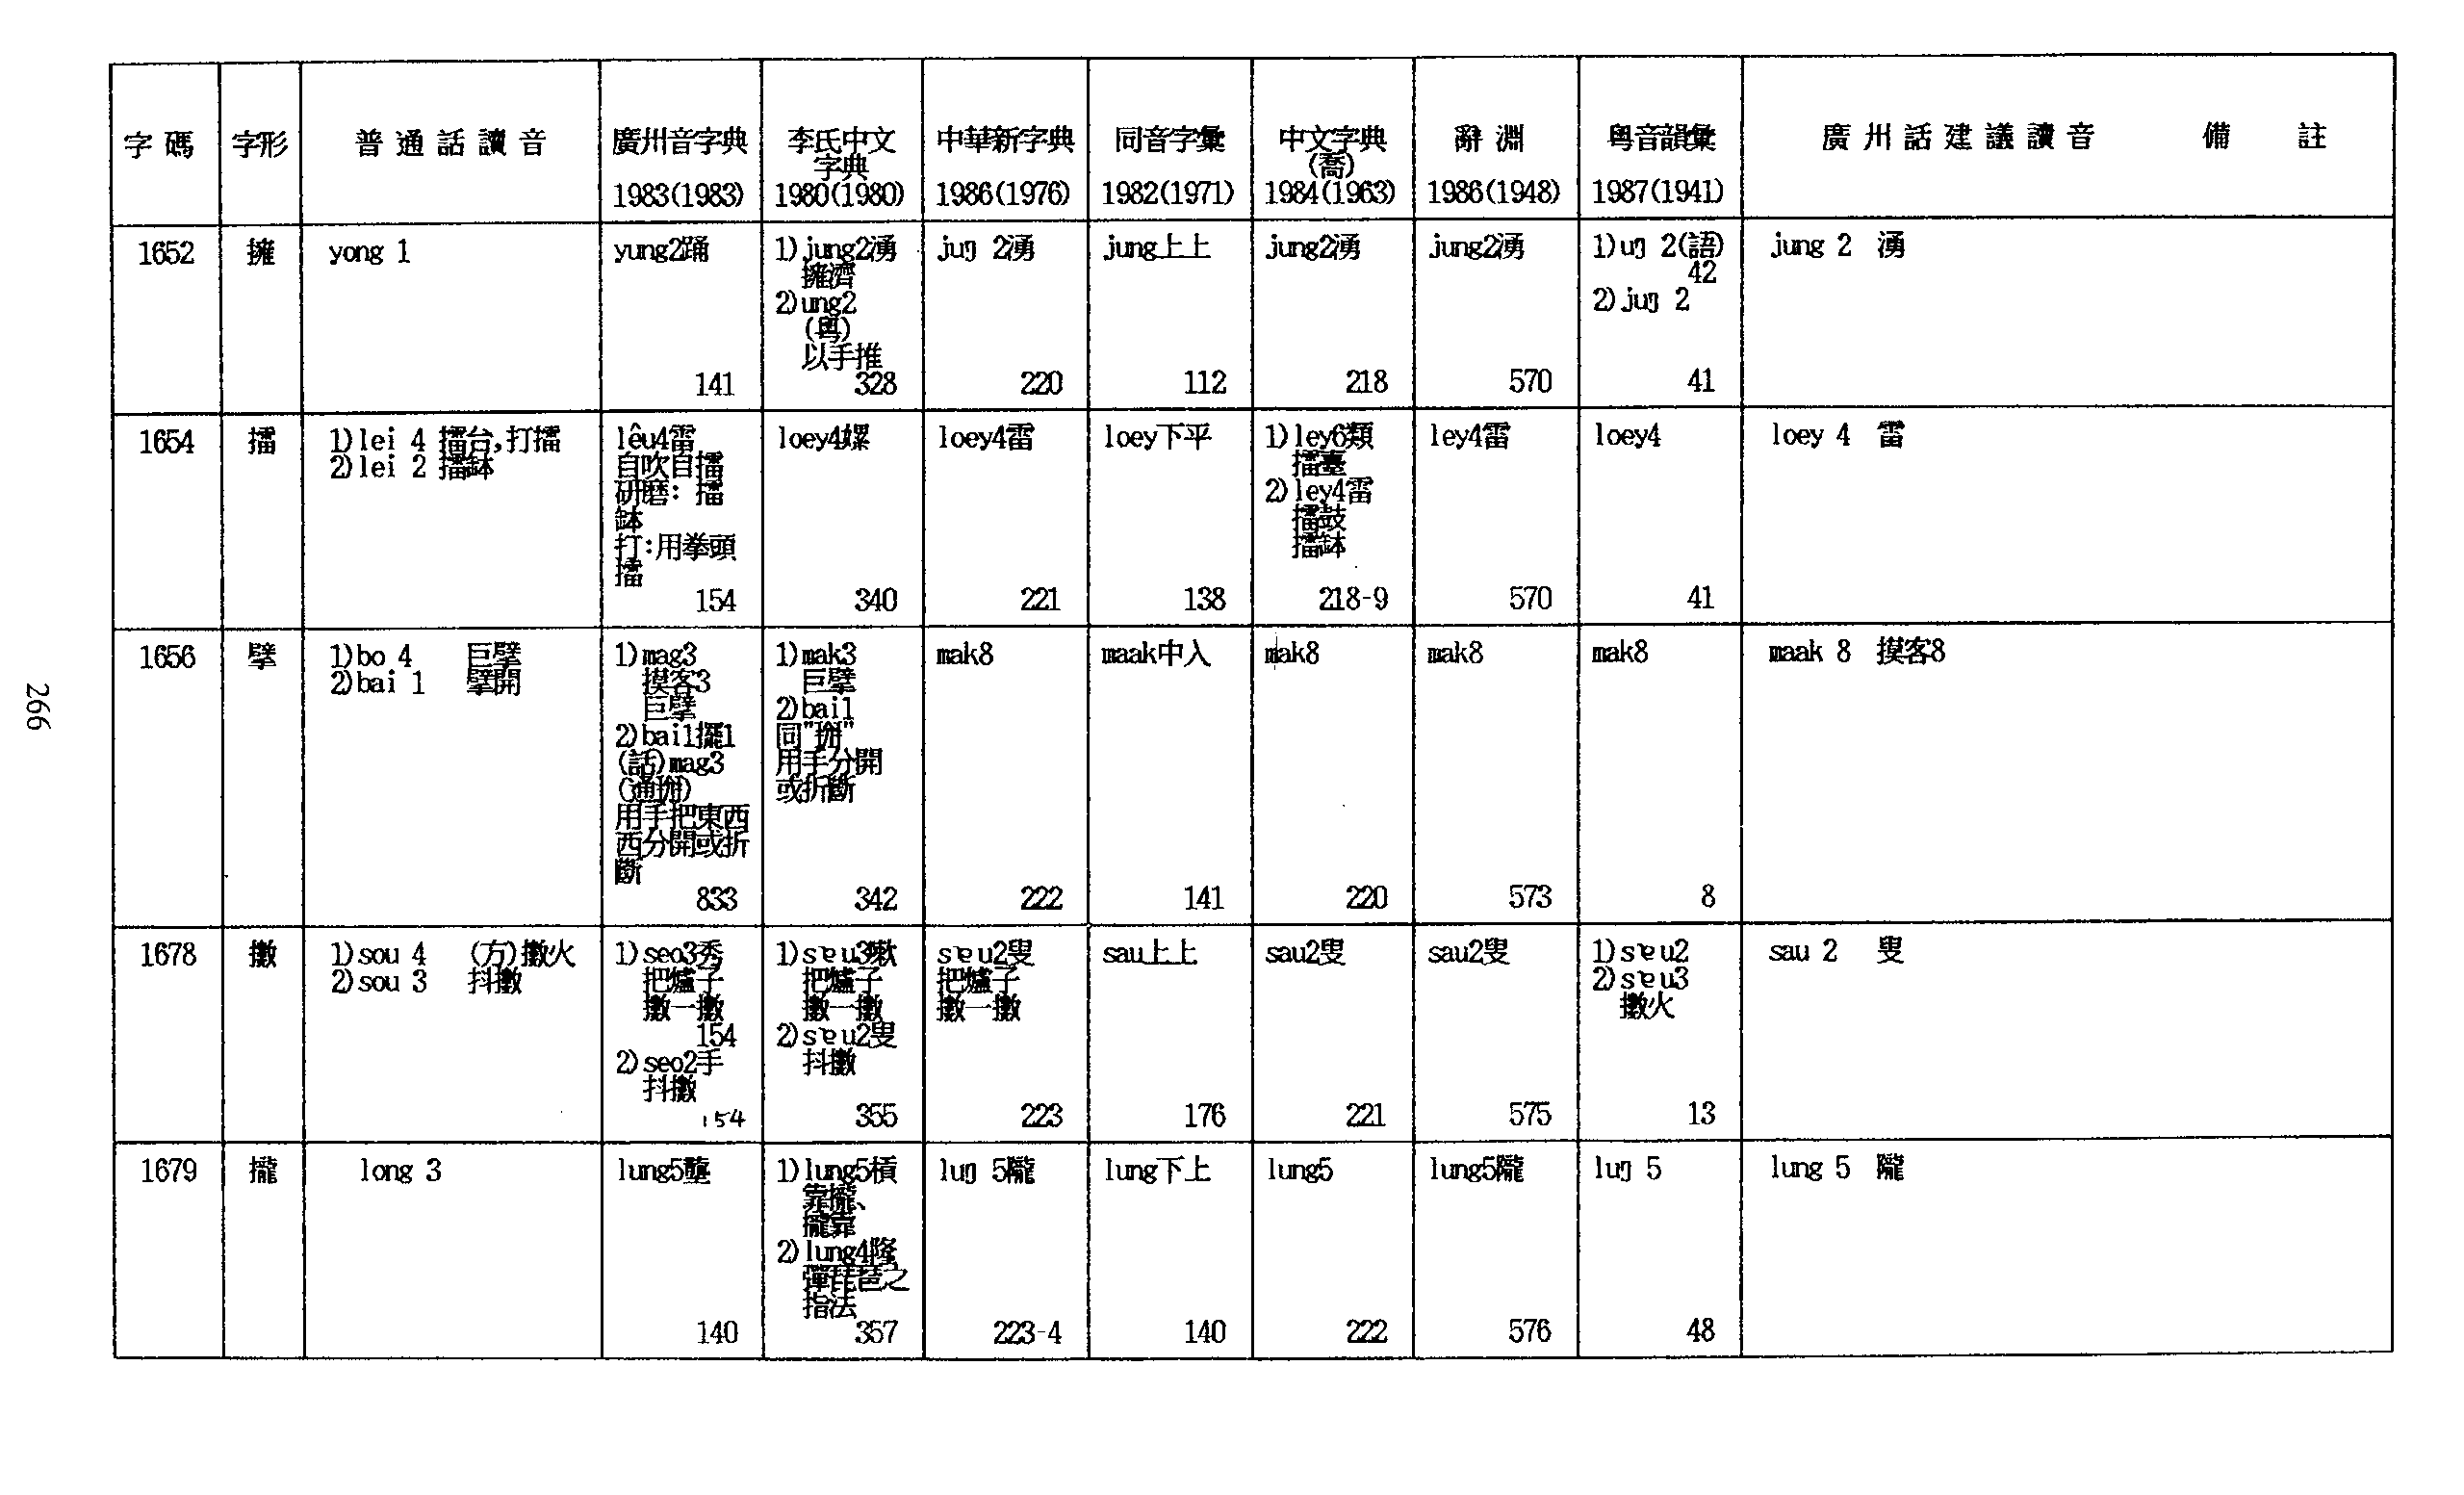 字碼 字形 普通話讀音 廣州音字典 李氏中文字典 中華新字典 同音字彙 中文字典(喬) 辭淵 粵音韻彙 廣州話建議讀音 備註
1983(1983) 1980(1980) 1986(1976) 1982(1971) 1984(1963) 1986(1948) 1987(1941)
1652
擁
yong 1
yung2踊
141
1)jung2湧
擁濟
2)ung2
(粵)
以手推
328
juŋ 2湧
220
jung上上
112
jung2湧
218
jung2湧
570
1)uŋ 2(語)
42
2)juŋ 2
41
jung 2 湧
1654
擂
1)lei 4 擂台,打擂
2)lei 2 擂缽
lêu4雷
自吹自擂
研磨：擂
缽
打:用拳頭
擂
154
loey4嫘
340
loey4雷
221
loey下平
138
1)ley6類
擂臺
2)ley4雷
擂鼓
擂缽
218-9
ley4雷
570
loey4
41
loey 4 雷
1656
擘
1)bo 4 巨擘
2)bai 1 擘開
1)mag3
摸客3
巨擘
2)bai1擺1
(話)mag3
(通掰)
用手把東西
西分開或折
斷
833
1)mak3
巨擘
2)bai1
同"掰"
用手分開
或折斷
342
mak8
222
maak中入
141
mak8
220
mak8
573
mak8
8
maak 8 摸客8
1678
擻
1)sou 4 (方)擻火
2)sou 3 抖擻
1)seo3秀
把爐子
擻一擻
154
2)seo2手
抖擻
154
1)sɐu3嗽
把爐子
擻一擻
2)sɐu2叟
抖擻
355
sɐu2叟
把爐子
擻一擻
223
sau上上
176
sau2叟
221
sau2叟
575
1)sɐu2
2)sɐu3
擻火
13
sau 2 叟
1679
攏
long 3
lung5壟
140
1)lung5槓
靠攏、
攏靠
2)lung4隆
彈琵琶之
指法
357
luŋ 5隴
223-4
lung下上
140
lung5
222
lung5隴
576
luŋ 5
48
lung 5 隴
266